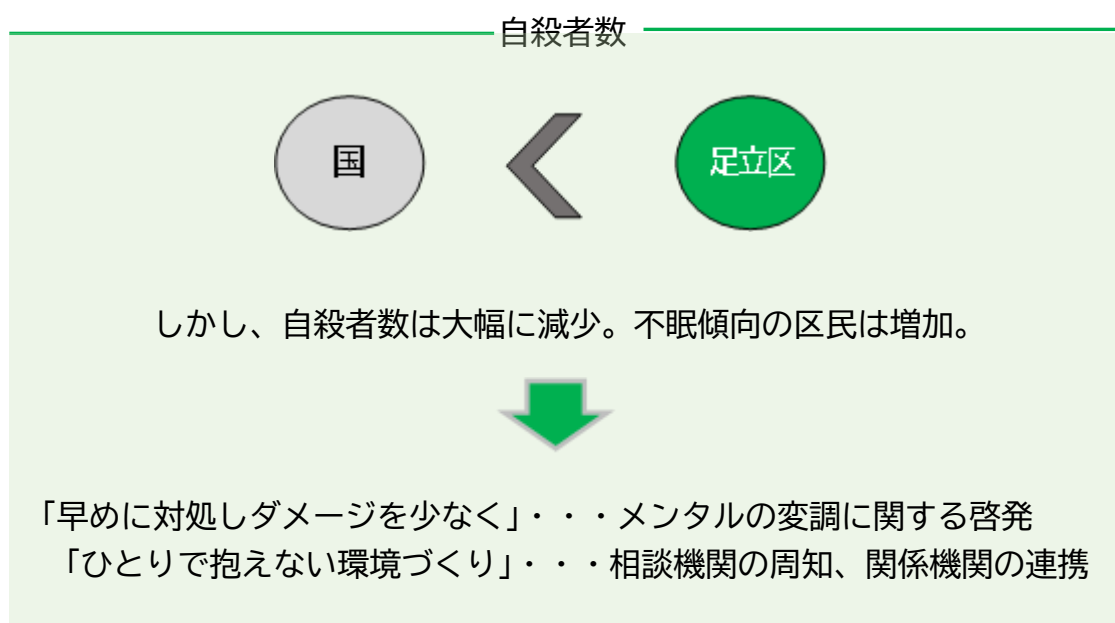 自殺者数
国 < 足立区
しかし、自殺者数は大幅に減少。不眠傾向の区民は増加。
「早めに対処しダメージを少なく」・・・メンタルの変調に関する啓発
「ひとりで抱えない環境づくり」・・・相談機関の周知、関係機関の連携